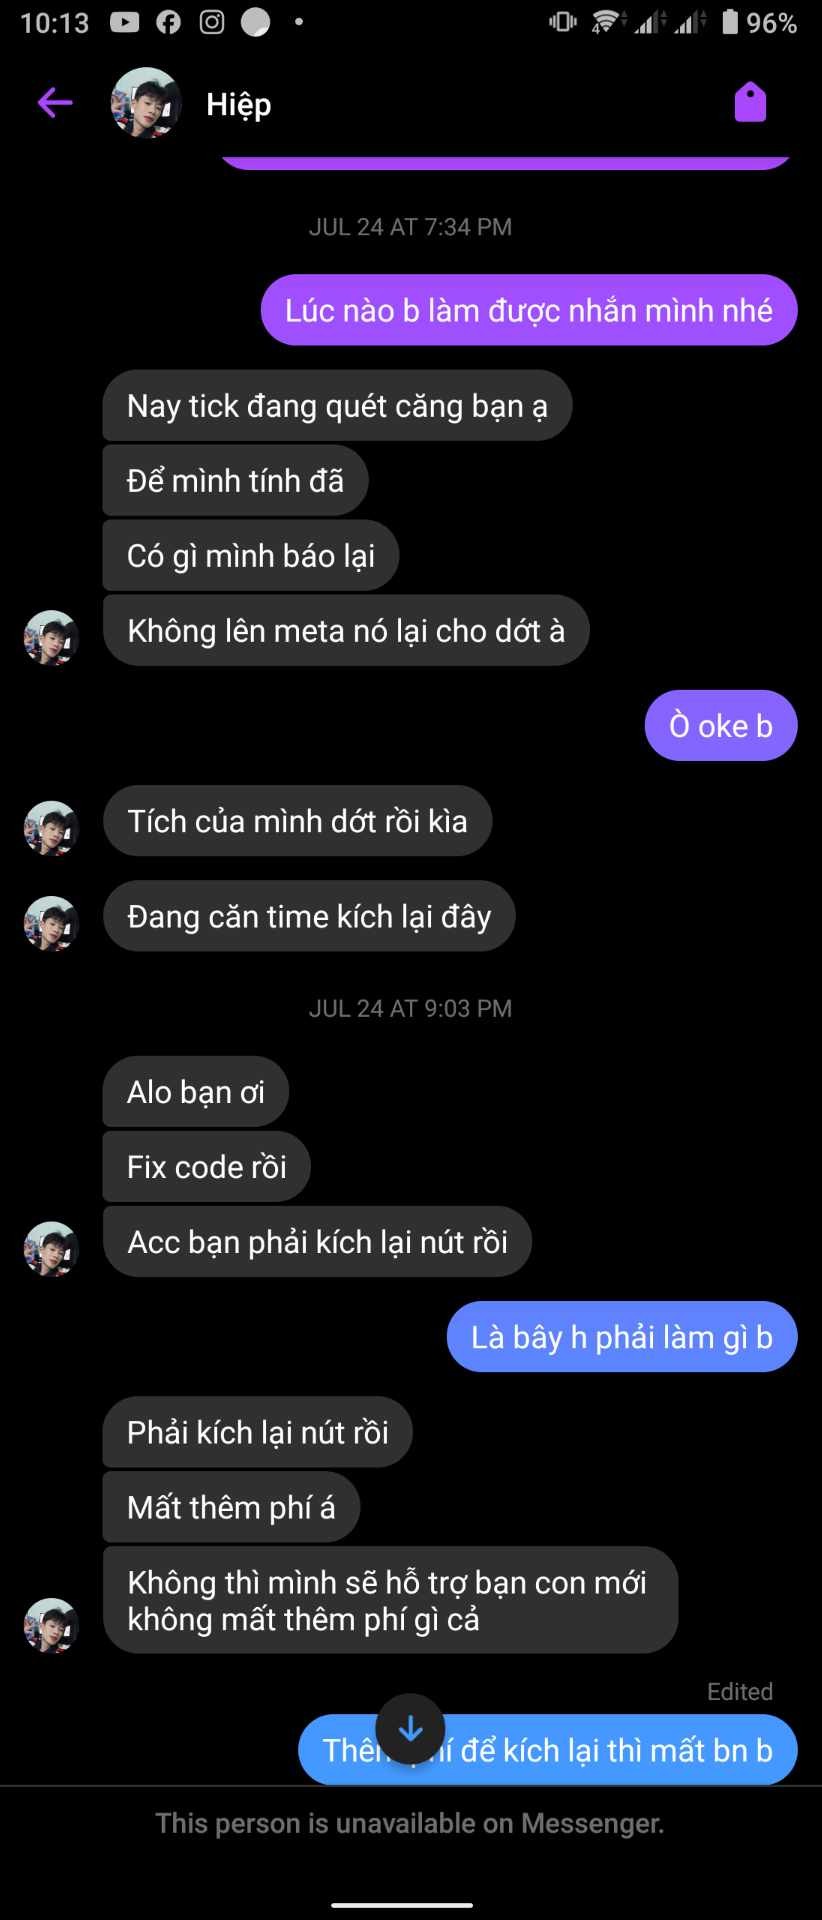 10:13
4
96%
Hiệp
JUL 24 AT 7:34 PM
Lúc nào b làm được nhắn mình nhé
Nay tick đang quét căng bạn ạ
Để mình tính đã
Có gì mình báo lại
Không lên meta nó lại cho dớt à
Ò oke b
Tích của mình dớt rồi kìa
Đang căn time kích lại đây
JUL 24 AT 9:03 PM
Alo bạn ơi
Fix code rồi
Acc bạn phải kích lại nút rồi
Là bây h phải làm gì b
Phải kích lại nút rồi
Mất thêm phí á
Không thì mình sẽ hỗ trợ bạn con mới
không mất thêm phí gì cả
Edited
để kích lại thì mất bn b
This person is unavailable on Messenger.